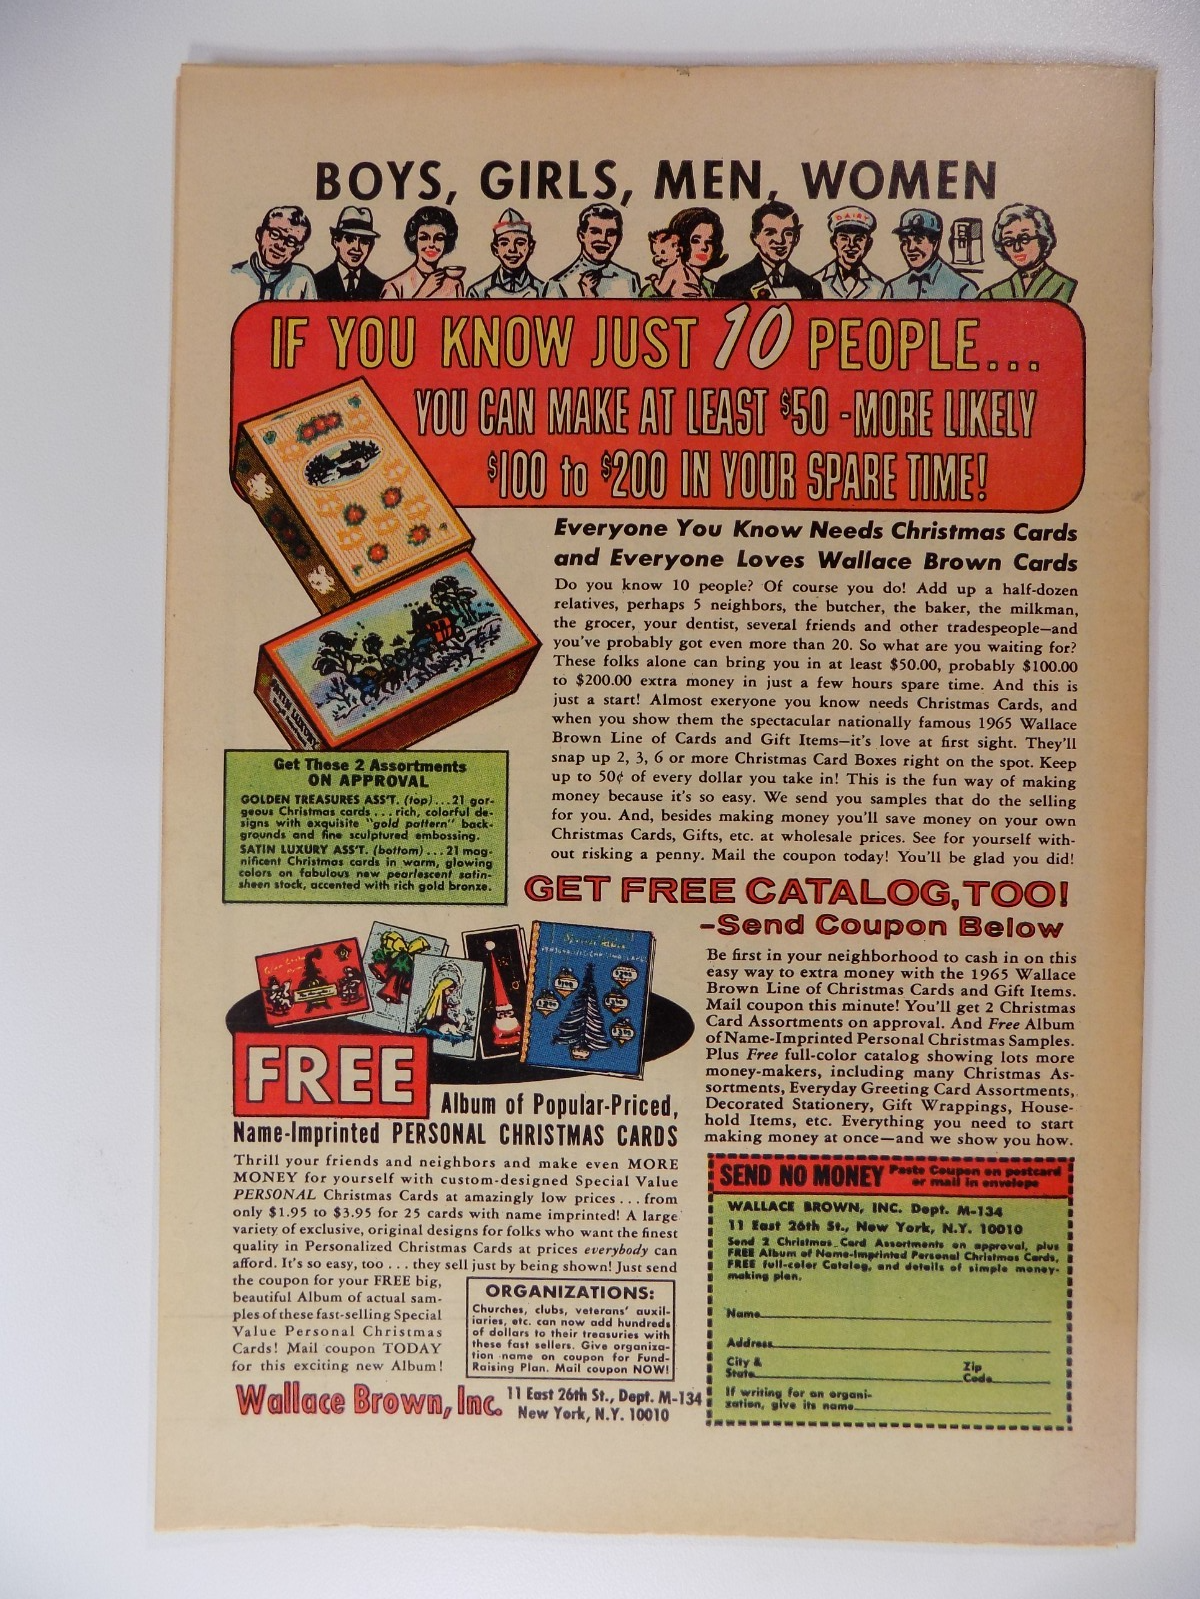 BOYS, GIRLS, MEN, WOMEN
DAIRY
IF YOU KNOW JUST 10 PEOPLE...
YOU CAN MAKE AT LEAST $50 - MORE LIKELY
$100 to $200 IN YOUR SPARE TIME!
Everyone You Know Needs Christmas Cards
and Everyone Loves Wallace Brown Cards
Do you know 10 people? Of course you do! Add up a half-dozen
relatives, perhaps 5 neighbors, the butcher, the baker, the milkman,
the grocer, your dentist, several friends and other tradespeople—and
you've probably got even more than 20. So what are you waiting for?
These folks alone can bring you in at least $50.00, probably $100.00
to $200.00 extra money in just a few hours spare time. And this is
just a start! Almost exeryone you know needs Christmas Cards, and
when you show them the spectacular nationally famous 1965 Wallace
Brown Line of Cards and Gift Items—it's love at first sight. They'll
snap up 2, 3, 6 or more Christmas Card Boxes right on the spot. Keep
up to 50¢ of every dollar you take in! This is the fun way of making
money because it's so easy. We send you samples that do the selling
for you. And, besides making money you'll save money on your own
Christmas Cards, Gifts, etc. at wholesale prices. See for yourself with-
out risking a penny. Mail the coupon today! You'll be glad you did!
SATIN LUXURY
Get These 2 Assortments
ON APPROVAL
GOLDEN TREASURES ASS'T. (top)...21 gor-
geous Christmas cards...rich, colorful de-
signs with exquisite "gold pattern" back-
grounds and fine sculptured embossing.
SATIN LUXURY ASS'T. (bottom)...21 mag-
nificent Christmas cards in warm, glowing
colors on fabulous new pearlescent satin-
sheen stock, accented with rich gold bronze.
GET FREE CATALOG, TOO!
-Send Coupon Below
Be first in your neighborhood to cash in on this
easy way to extra money with the 1965 Wallace
Brown Line of Christmas Cards and Gift Items.
Mail coupon this minute! You'll get 2 Christmas
Card Assortments on approval. And Free Album
of Name-Imprinted Personal Christmas Samples.
Plus Free full-color catalog showing lots more
money-makers, including many Christmas As-
sortments, Everyday Greeting Card Assortments,
Decorated Stationery, Gift Wrappings, House-
hold Items, etc. Everything you need to start
making money at once—and we show you how.
FREE
Album of Popular-Priced,
Name-Imprinted PERSONAL CHRISTMAS CARDS
Thrill your friends and neighbors and make even MORE
MONEY for yourself with custom-designed Special Value
PERSONAL Christmas Cards at amazingly low prices...from
only $1.95 to $3.95 for 25 cards with name imprinted! A large
variety of exclusive, original designs for folks who want the finest
quality in Personalized Christmas Cards at prices everybody can
afford. It's so easy, too...they sell just by being shown! Just send
the coupon for your FREE big,
beautiful Album of actual sam-
ples of these fast-selling Special
Value Personal Christmas
Cards! Mail coupon TODAY
for this exciting new Album!
ORGANIZATIONS:
Churches, clubs, veterans' auxil-
iaries, etc. can now add hundreds
of dollars to their treasuries with
these fast sellers. Give organiza-
tion name on coupon for Fund-
Raising Plan. Mail coupon NOW!
Wallace Brown, Inc. 11 East 26th St., Dept. M-134
New York, N.Y. 10010
SEND NO MONEY Paste Coupon on postcard
or mail in envelope
WALLACE BROWN, INC. Dept. M-134
11 East 26th St., New York, N.Y. 10010
Send 2 Christmas Card Assortments on approval, plus
FREE Album of Name-Imprinted Personal Christmas Cards,
FREE full-color Catalog, and details of simple money-
making plan.
Name
Address
City &
State
Zip
Code
If writing for an organi-
zation, give its name